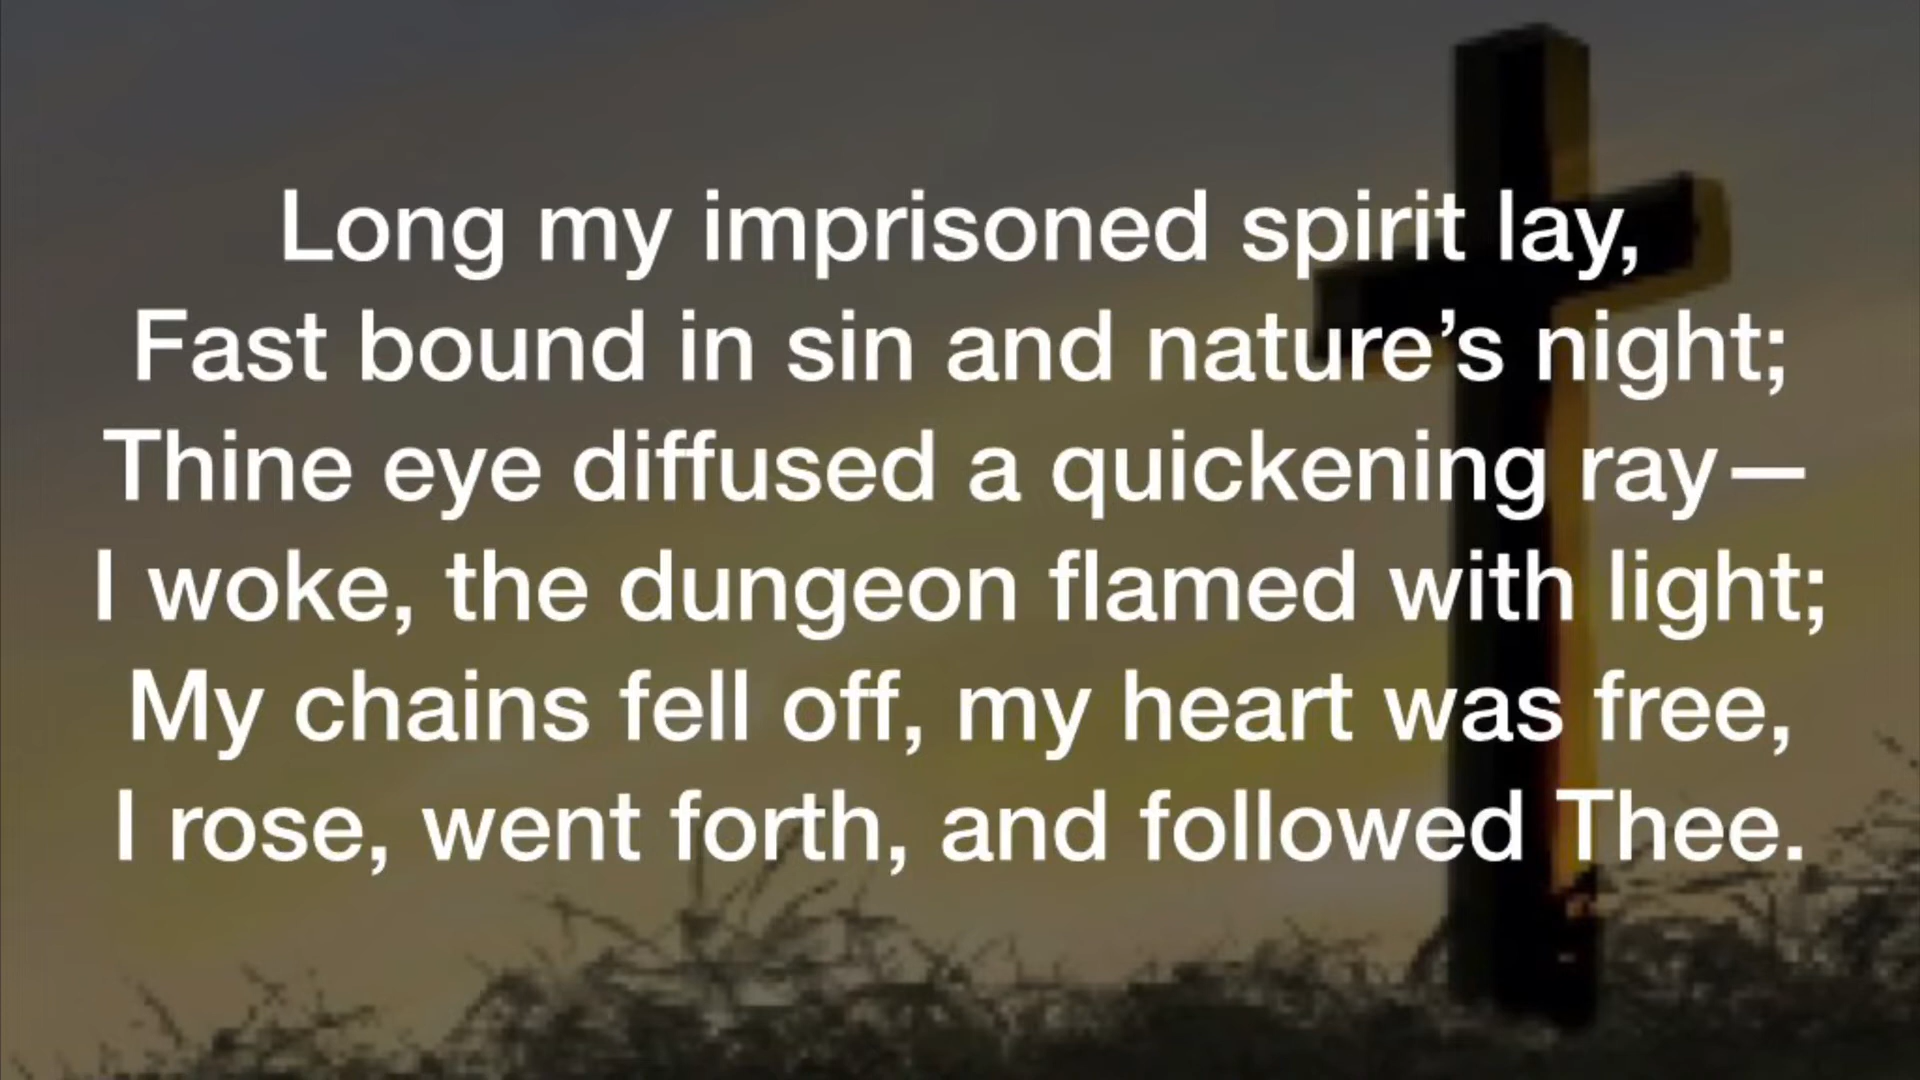 Long my imprisoned spirit lay,
Fast bound in sin and nature’s night;
Thine eye diffused a quickening ray—
I woke, the dungeon flamed with light;
My chains fell off, my heart was free,
I rose, went forth, and followed Thee.